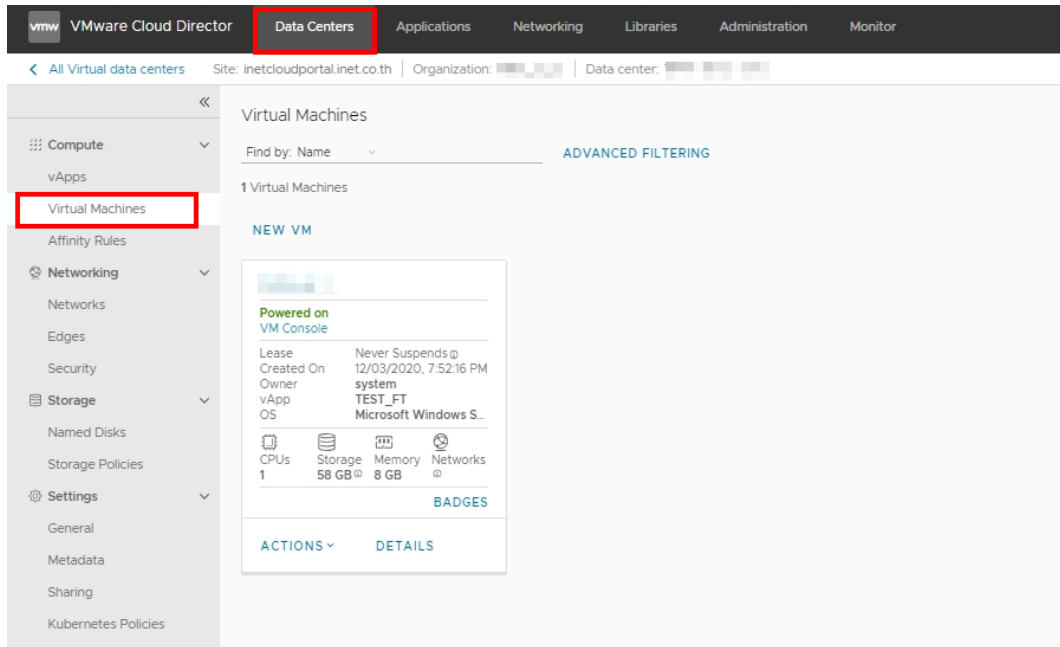 vmw VMware Cloud Director Data Centers Applications Networking Libraries Administration Monitor
All Virtual data centers Site: inetcloudportal.inet.co.th Organization: Data center:
Virtual Machines
Compute
vApps
Virtual Machines
Affinity Rules
Networking
Networks
Edges
Security
Storage
Named Disks
Storage Policies
Settings
General
Metadata
Sharing
Kubernetes Policies
Find by: Name
ADVANCED FILTERING
1 Virtual Machines
NEW VM
Powered on
VM Console
Lease Never Suspends
Created On 12/03/2020, 7:52:16 PM
Owner system
vApp TEST_FT
OS Microsoft Windows S...
CPUs Storage Memory Networks
1 58 GB 8 GB
BADGES
ACTIONS DETAILS